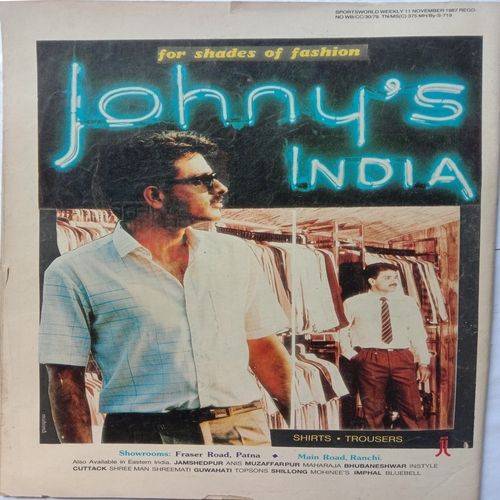 SPORTSWORLD WEEKLY 11 NOVEMBER 1987 REGD.
NO WB/CC/30/79. TN-MS(C) 375 MH-By-S-719
for shades of fashion
Johny's
INDIA
SHIRTS • TROUSERS
Showrooms: Fraser Road, Patna ♦ Main Road, Ranchi.
Also Available in Eastern India. JAMSHEDPUR ANIS MUZAFFARPUR MAHARAJA BHUBANESHWAR INSTYLE
CUTTACK SHREE MAN SHREEMATI GUWAHATI TOPSONS SHILLONG MOHINEE'S IMPHAL BLUEBELL